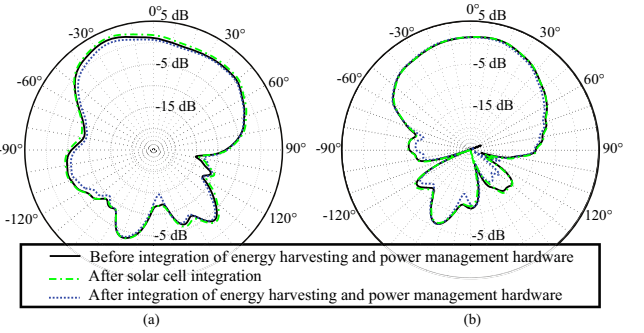 0° 5 dB 0° 5 dB
-30° 30° -30° 30°
-60° -5 dB 60° -60° -5 dB 60°
-15 dB -15 dB
-90° 90° -90° 90°
-120° 120° -120° 120°
-5 dB -5 dB
Before integration of energy harvesting and power management hardware
After solar cell integration
After integration of energy harvesting and power management hardware
(a) (b)